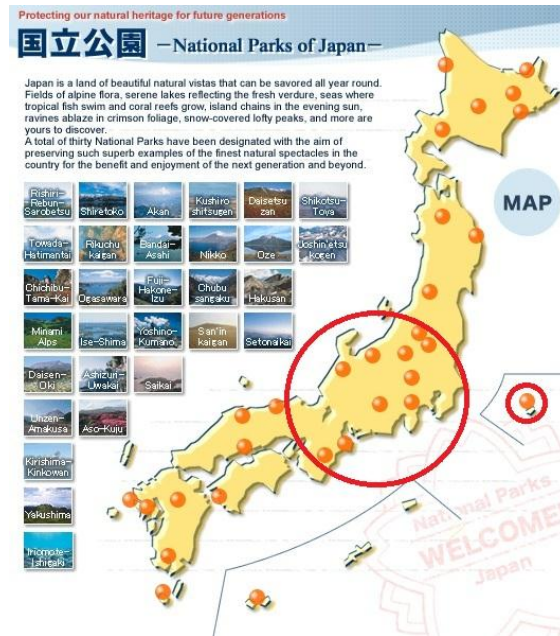 Protecting our natural heritage for future generations
国立公園 –National Parks of Japan–
Japan is a land of beautiful natural vistas that can be savored all year round.
Fields of alpine flora, serene lakes reflecting the fresh verdure, seas where
tropical fish swim and coral reefs grow, island chains in the evening sun,
ravines ablaze in crimson foliage, snow-covered lofty peaks, and more are
yours to discover.
A total of thirty National Parks have been designated with the aim of
preserving such superb examples of the finest natural spectacles in the
country for the benefit and enjoyment of the next generation and beyond.
Rishiri-
Rebun-
Sarobetsu
Shiretoko
Akan
Kushiro
shitsugen
Daisetsu
zan
Shikotsu-
Toya
MAP
Towada-
Hatimantai
Rikuchu
kaigan
Bandai-
Asahi
Nikko
Oze
Joshin'etsu
kogen
Chichibu-
Tama-Kai
Ogasawara
Fuji-
Hakone-
Izu
Chubu
sangaku
Hakusan
Minami
Alps
Ise-Shima
Yoshino-
Kumano
San'in
kaigan
Setonaikai
Daisen-
Oki
Ashizuri-
Uwakai
Saikai
Unzen-
Amakusa
Aso-Kuju
Kirishima-
Kinkowan
Yakushima
Iriomote-
Ishigaki
National Parks
WELCOME
Japan